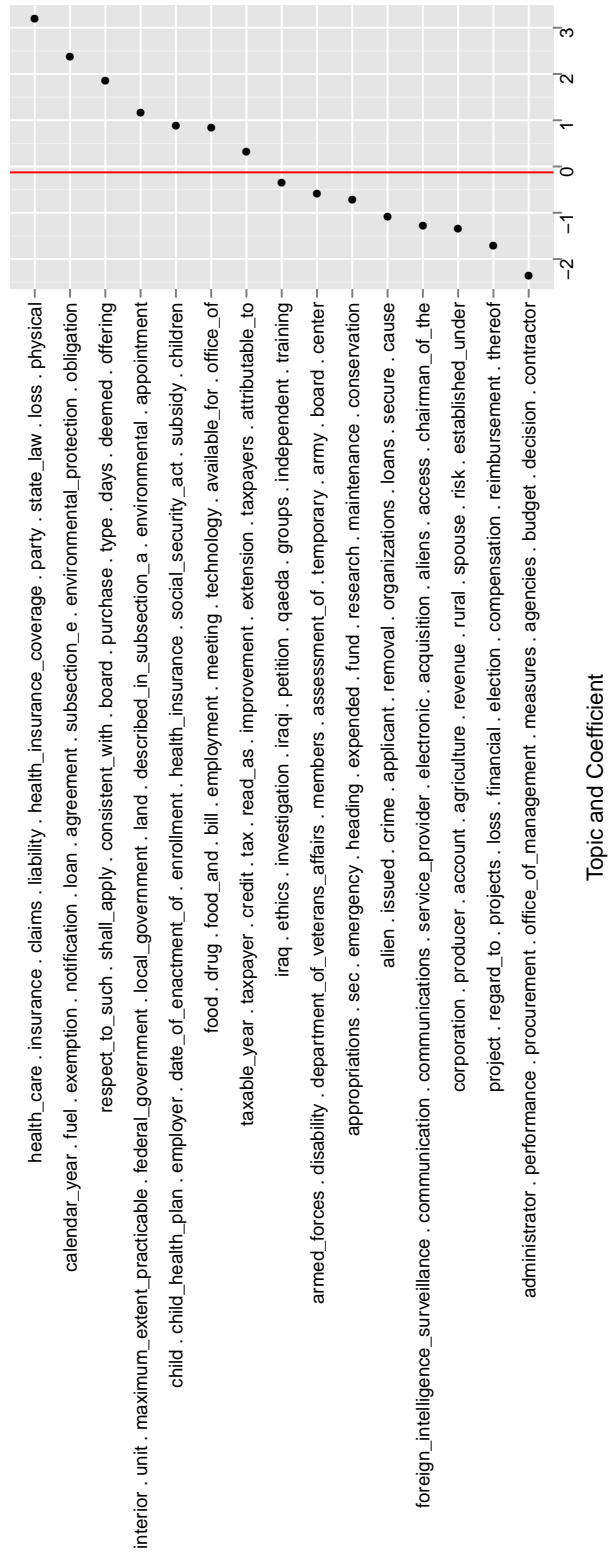 health_care . insurance . claims . liability . health_insurance_coverage . party . state_law . loss . physical
calendar_year . fuel . exemption . notification . loan . agreement . subsection_e . environmental_protection . obligation
respect_to_such . shall_apply . consistent_with . board . purchase . type . days . deemed . offering
interior . unit . maximum_extent_practicable . federal_government . local_government . land . described_in_subsection_a . environmental . appointment
child . child_health_plan . employer . date_of_enactment_of . enrollment . health_insurance . social_security_act . subsidy . children
food . drug . food_and . bill . employment . meeting . technology . available_for . office_of
taxable_year . taxpayer . credit . tax . read_as . improvement . extension . taxpayers . attributable_to
iraq . ethics . investigation . iraqi . petition . qaeda . groups . independent . training
armed_forces . disability . department_of_veterans_affairs . members . assessment_of . temporary . army . board . center
appropriations . sec . emergency . heading . expended . fund . research . maintenance . conservation
alien . issued . crime . applicant . removal . organizations . loans . secure . cause
foreign_intelligence_surveillance . communication . communications . service_provider . electronic . acquisition . aliens . access . chairman_of_the
corporation . producer . account . agriculture . revenue . rural . spouse . risk . established_under
project . regard_to . projects . loss . financial . election . compensation . reimbursement . thereof
administrator . performance . procurement . office_of_management . measures . agencies . budget . decision . contractor
−2 −1 0 1 2 3
Topic and Coefficient